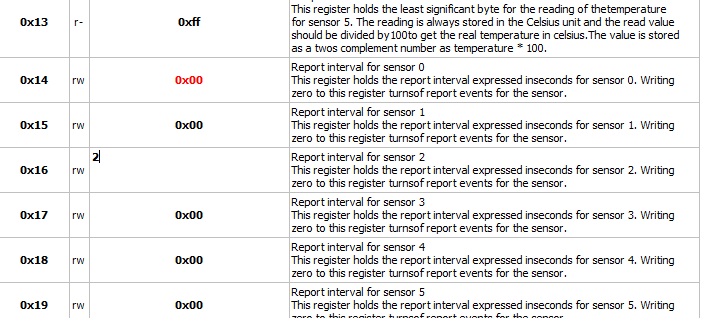 This register holds the least significant byte for the reading of thetemperature
0x13 r- 0xff for sensor 5. The reading is always stored in the Celsius unit and the read value
should be divided by100to get the real temperature in celsius.The value is stored
as a twos complement number as temperature * 100.
Report interval for sensor 0
0x14 rw 0x00 This register holds the report interval expressed inseconds for sensor 0. Writing
zero to this register turnsof report events for the sensor.
Report interval for sensor 1
0x15 rw 0x00 This register holds the report interval expressed inseconds for sensor 1. Writing
zero to this register turnsof report events for the sensor.
2 Report interval for sensor 2
0x16 rw This register holds the report interval expressed inseconds for sensor 2. Writing
zero to this register turnsof report events for the sensor.
Report interval for sensor 3
0x17 rw 0x00 This register holds the report interval expressed inseconds for sensor 3. Writing
zero to this register turnsof report events for the sensor.
Report interval for sensor 4
0x18 rw 0x00 This register holds the report interval expressed inseconds for sensor 4. Writing
zero to this register turnsof report events for the sensor.
Report interval for sensor 5
0x19 rw 0x00 This register holds the report interval expressed inseconds for sensor 5. Writing
zero to this register turnsof report events for the sensor.